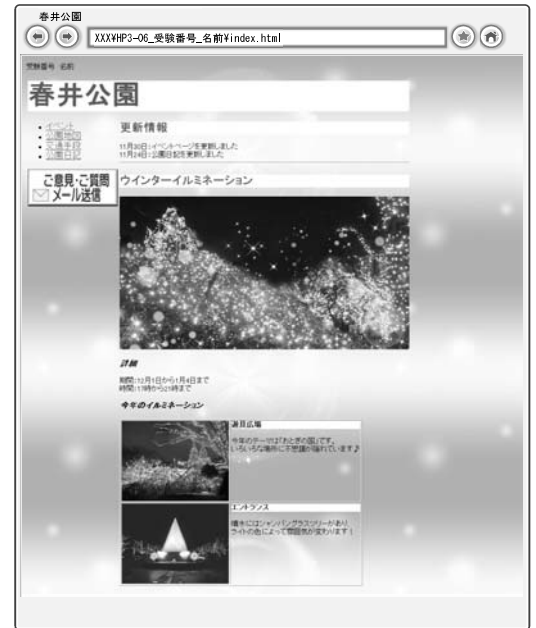 春井公園
XXX¥HP3-06_受験番号_名前¥index.html
受験番号 名前
春井公園
・イベント
・公園地図
・交通手段
・公園日記
ご意見・ご質問
メール送信
更新情報
11月30日:イベントページを更新しました
11月24日:公園日記を更新しました
ウインターイルミネーション
詳細
期間:12月1日から1月4日まで
時間:17時から21時まで
今年のイルミネーション
遊具広場
今年のテーマは「おとぎの国」です。
いろいろな場所に不思議が溢れています♪
エントランス
噴水にはシャンパングラスツリーがあり
ライトの色によって雰囲気が変わります!